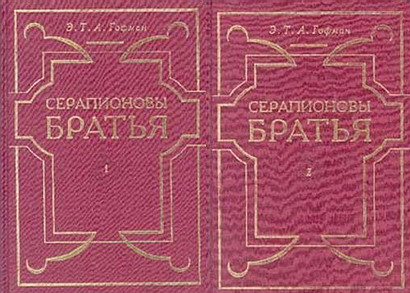 Э. Т. А. Гофман
СЕРАПИОНОВЫ
БРАТЬЯ
1
Э. Т. А. Гофман
СЕРАПИОНОВЫ
БРАТЬЯ
2